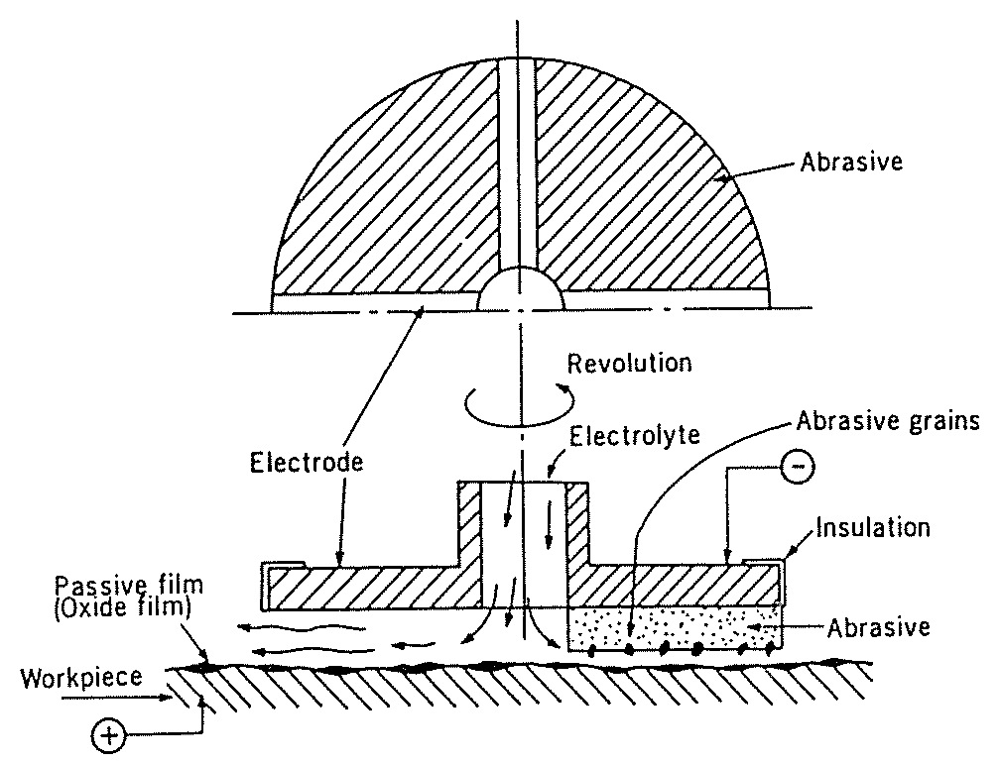 Abrasive
Revolution
Electrolyte
Abrasive grains
Electrode
−
Insulation
Passive film
(Oxide film)
Abrasive
Workpiece
+